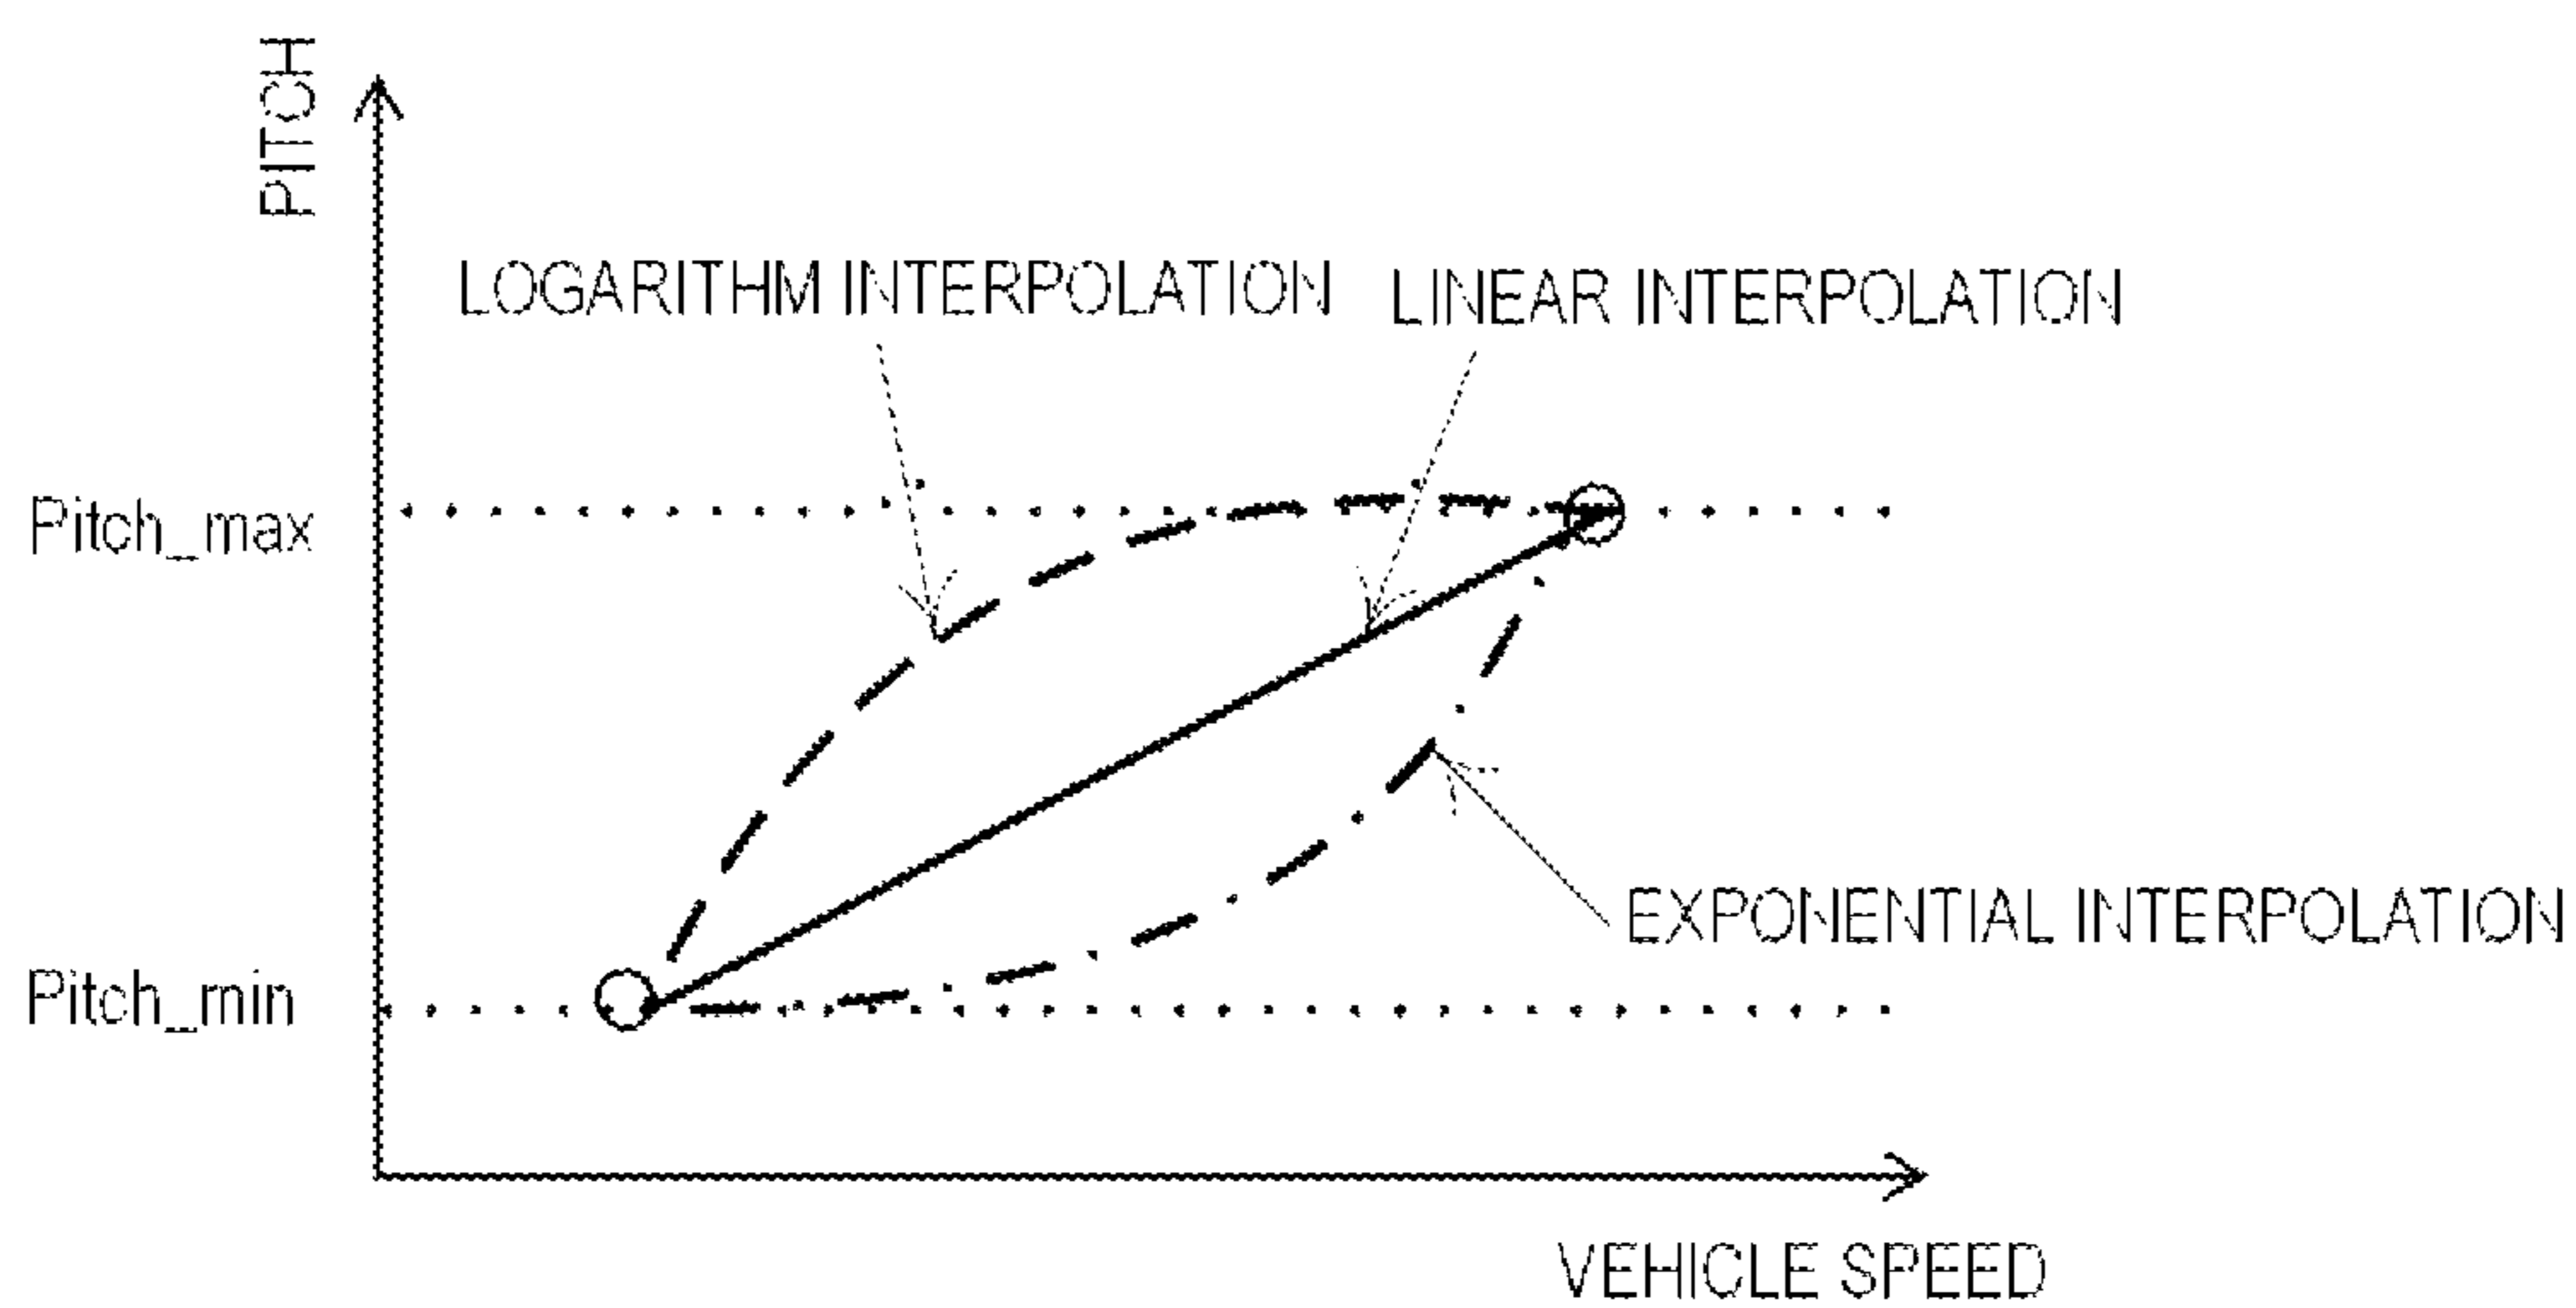 PITCH
LOGARITHM INTERPOLATION
LINEAR INTERPOLATION
Pitch_max
EXPONENTIAL INTERPOLATION
Pitch_min
VEHICLE SPEED